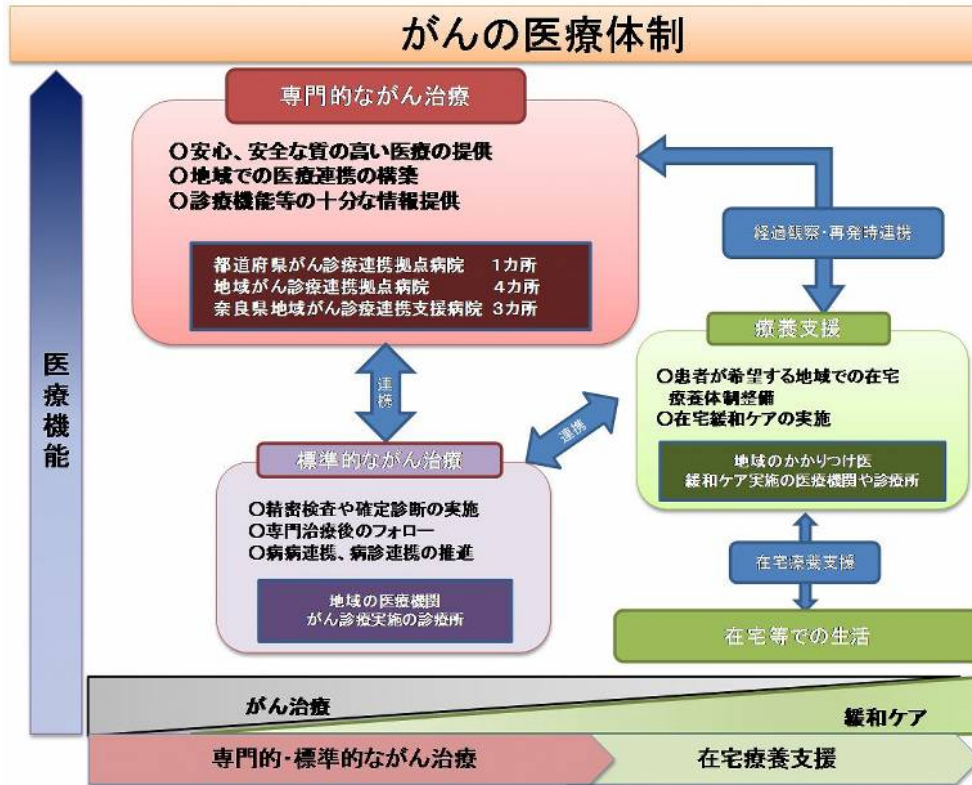 がんの医療体制
医療機能
専門的ながん治療
○安心、安全な質の高い医療の提供
○地域での医療連携の構築
○診療機能等の十分な情報提供
都道府県がん診療連携拠点病院 1カ所
地域がん診療連携拠点病院 4カ所
奈良県地域がん診療連携支援病院 3カ所
経過観察・再発時連携
連携
連携
標準的ながん治療
○精密検査や確定診断の実施
○専門治療後のフォロー
○病病連携、病診連携の推進
地域の医療機関
がん診療実施の診療所
療養支援
○患者が希望する地域での在宅
療養体制整備
○在宅緩和ケアの実施
地域のかかりつけ医
緩和ケア実施の医療機関や診療所
在宅療養支援
在宅等での生活
がん治療
緩和ケア
専門的・標準的ながん治療
在宅療養支援